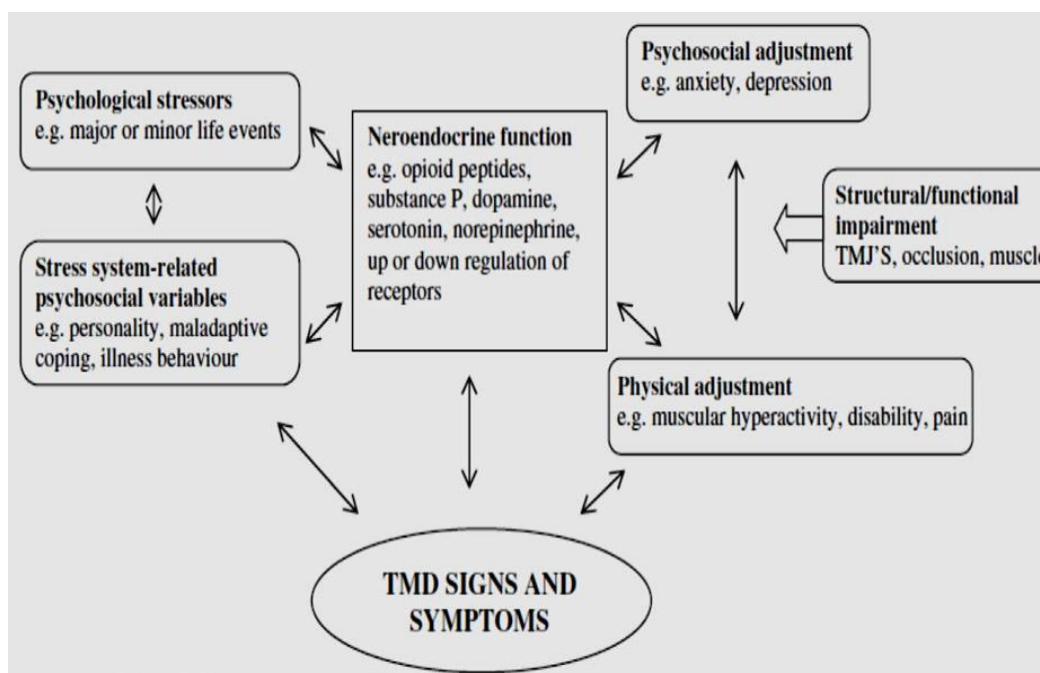 Psychological stressors
e.g. major or minor life events
Stress system-related
psychosocial variables
e.g. personality, maladaptive
coping, illness behaviour
Neroendocrine function
e.g. opioid peptides,
substance P, dopamine,
serotonin, norepinephrine,
up or down regulation of
receptors
Psychosocial adjustment
e.g. anxiety, depression
Structural/functional
impairment
TMJ'S, occlusion, muscle
Physical adjustment
e.g. muscular hyperactivity, disability, pain
TMD SIGNS AND
SYMPTOMS